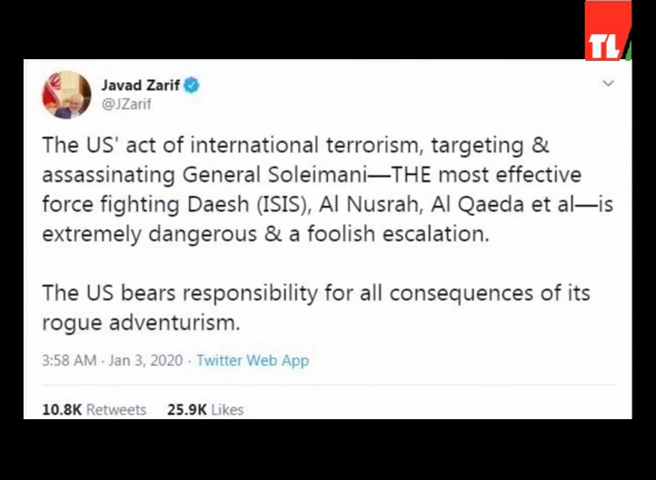 TL
Javad Zarif
@JZarif
The US' act of international terrorism, targeting &
assassinating General Soleimani—THE most effective
force fighting Daesh (ISIS), Al Nusrah, Al Qaeda et al—is
extremely dangerous & a foolish escalation.
The US bears responsibility for all consequences of its
rogue adventurism.
3:58 AM · Jan 3, 2020 · Twitter Web App
10.8K Retweets 25.9K Likes